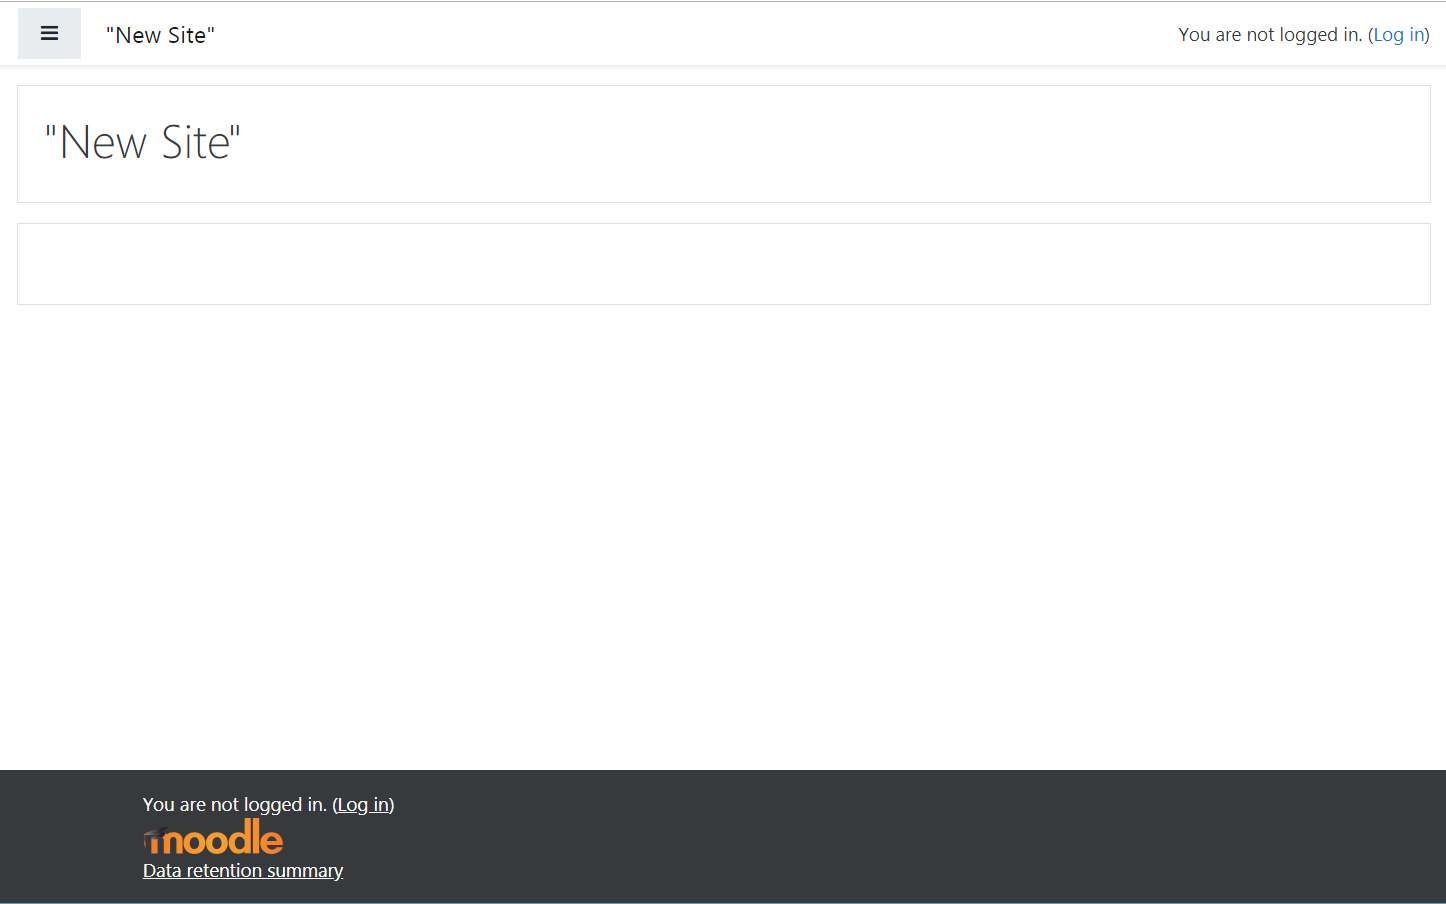 "New Site"
You are not logged in. (Log in)
"New Site"
You are not logged in. (Log in)
moodle
Data retention summary